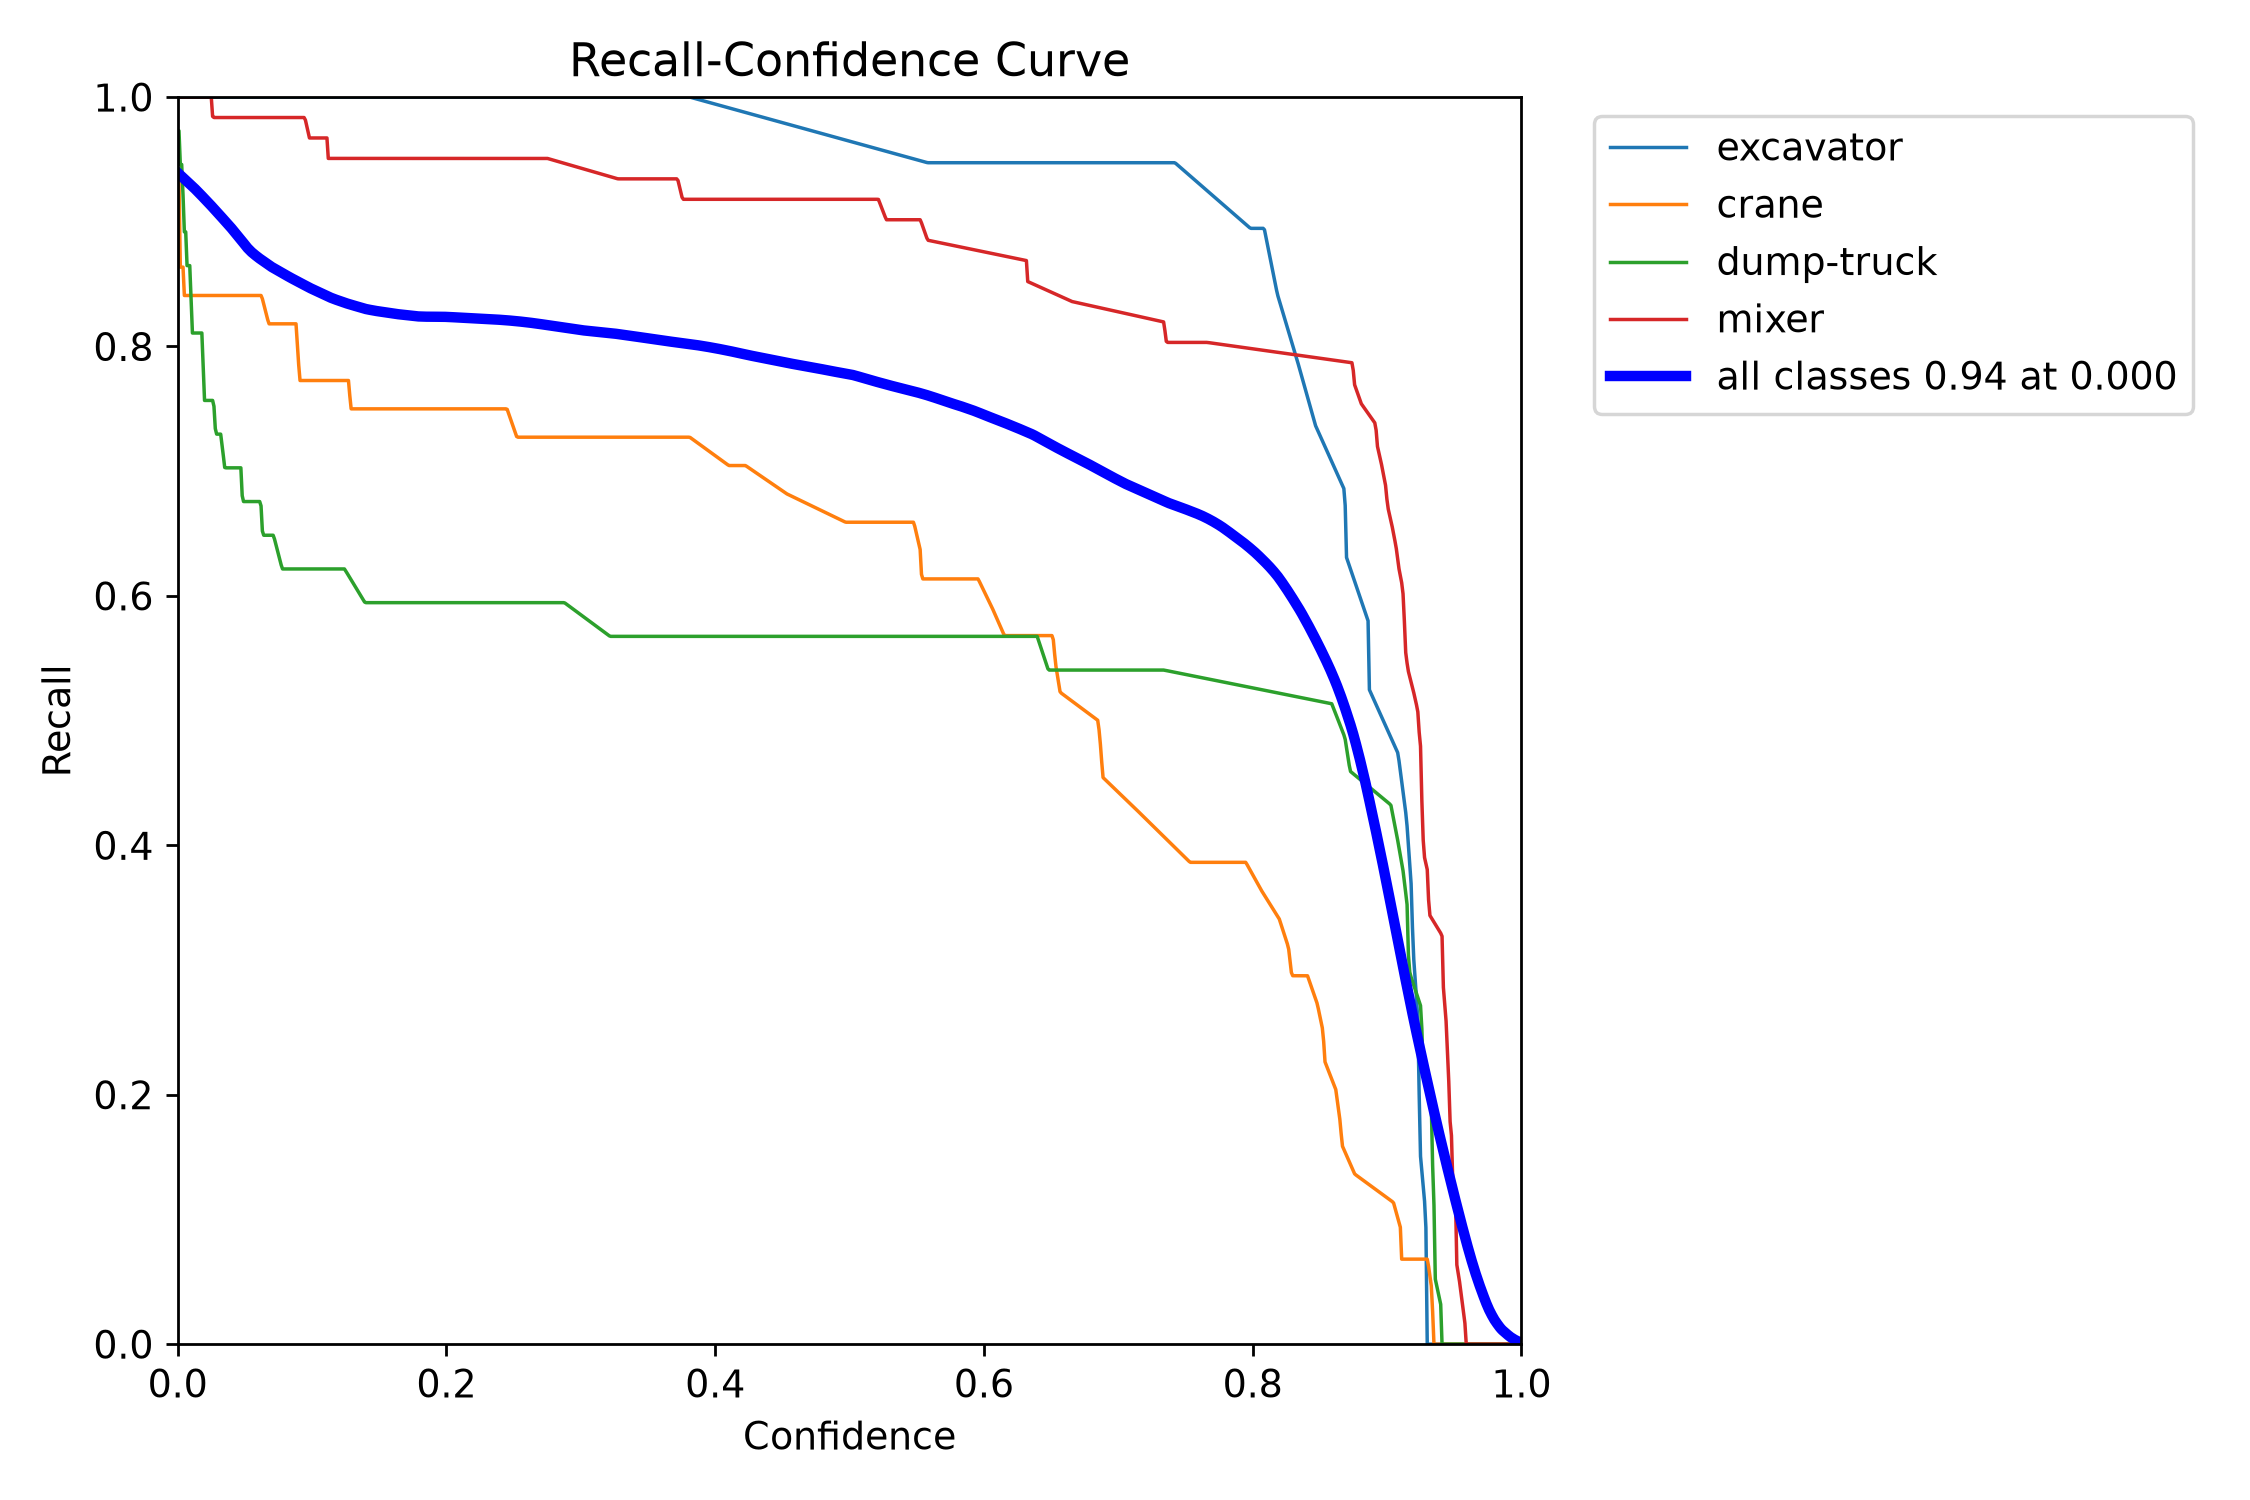 Recall-Confidence Curve
1.0
0.8
0.6
0.4
0.2
0.0
Recall
0.0 0.2 0.4 0.6 0.8 1.0
Confidence
excavator
crane
dump-truck
mixer
all classes 0.94 at 0.000